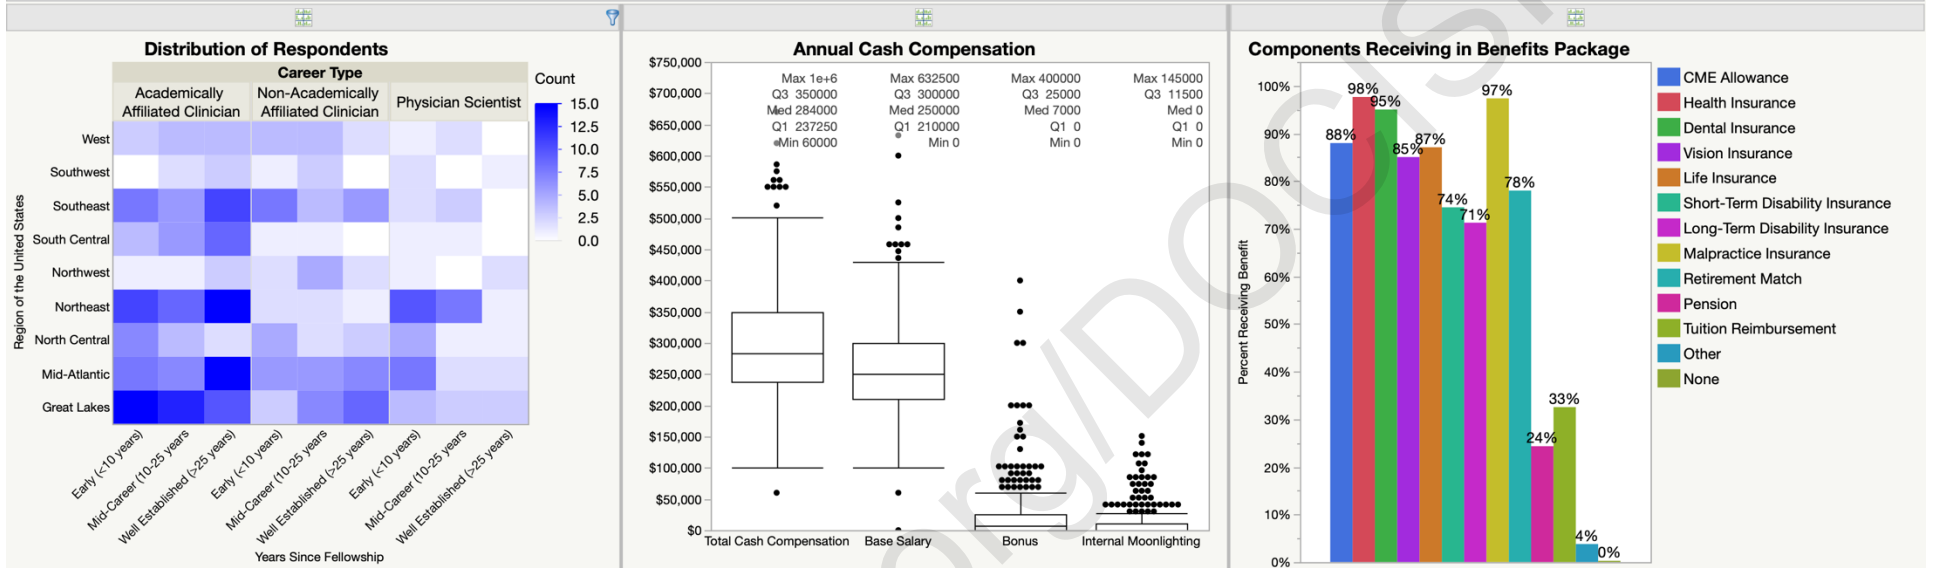 Distribution of Respondents
Career Type
Academically
Affiliated Clinician
Non-Academically
Affiliated Clinician
Physician Scientist
Count
15.0
12.5
10.0
7.5
5.0
2.5
0.0
Region of the United States
West
Southwest
Southeast
South Central
Northwest
Northeast
North Central
Mid-Atlantic
Great Lakes
Early (<10 years)
Mid-Career (10-25 years
Well Established (>25 years)
Early (<10 years)
Mid-Career (10-25 years
Well Established (>25 years)
Early (<10 years)
Mid-Career (10-25 years
Well Established (>25 years)
Years Since Fellowship
Annual Cash Compensation
$750,000
$700,000
$650,000
$600,000
$550,000
$500,000
$450,000
$400,000
$350,000
$300,000
$250,000
$200,000
$150,000
$100,000
$50,000
$0
Max 1e+6
Q3 350000
Med 284000
Q1 237250
Min 60000
Max 632500
Q3 300000
Med 250000
Q1 210000
Min 0
Max 400000
Q3 25000
Med 7000
Q1 0
Min 0
Max 145000
Q3 11500
Med 0
Q1 0
Min 0
Total Cash Compensation
Base Salary
Bonus
Internal Moonlighting
Components Receiving in Benefits Package
Percent Receiving Benefit
100%
90%
80%
70%
60%
50%
40%
30%
20%
10%
0%
88%
98%
95%
85%
87%
74%
71%
97%
78%
24%
33%
4%
0%
CME Allowance
Health Insurance
Dental Insurance
Vision Insurance
Life Insurance
Short-Term Disability Insurance
Long-Term Disability Insurance
Malpractice Insurance
Retirement Match
Pension
Tuition Reimbursement
Other
None